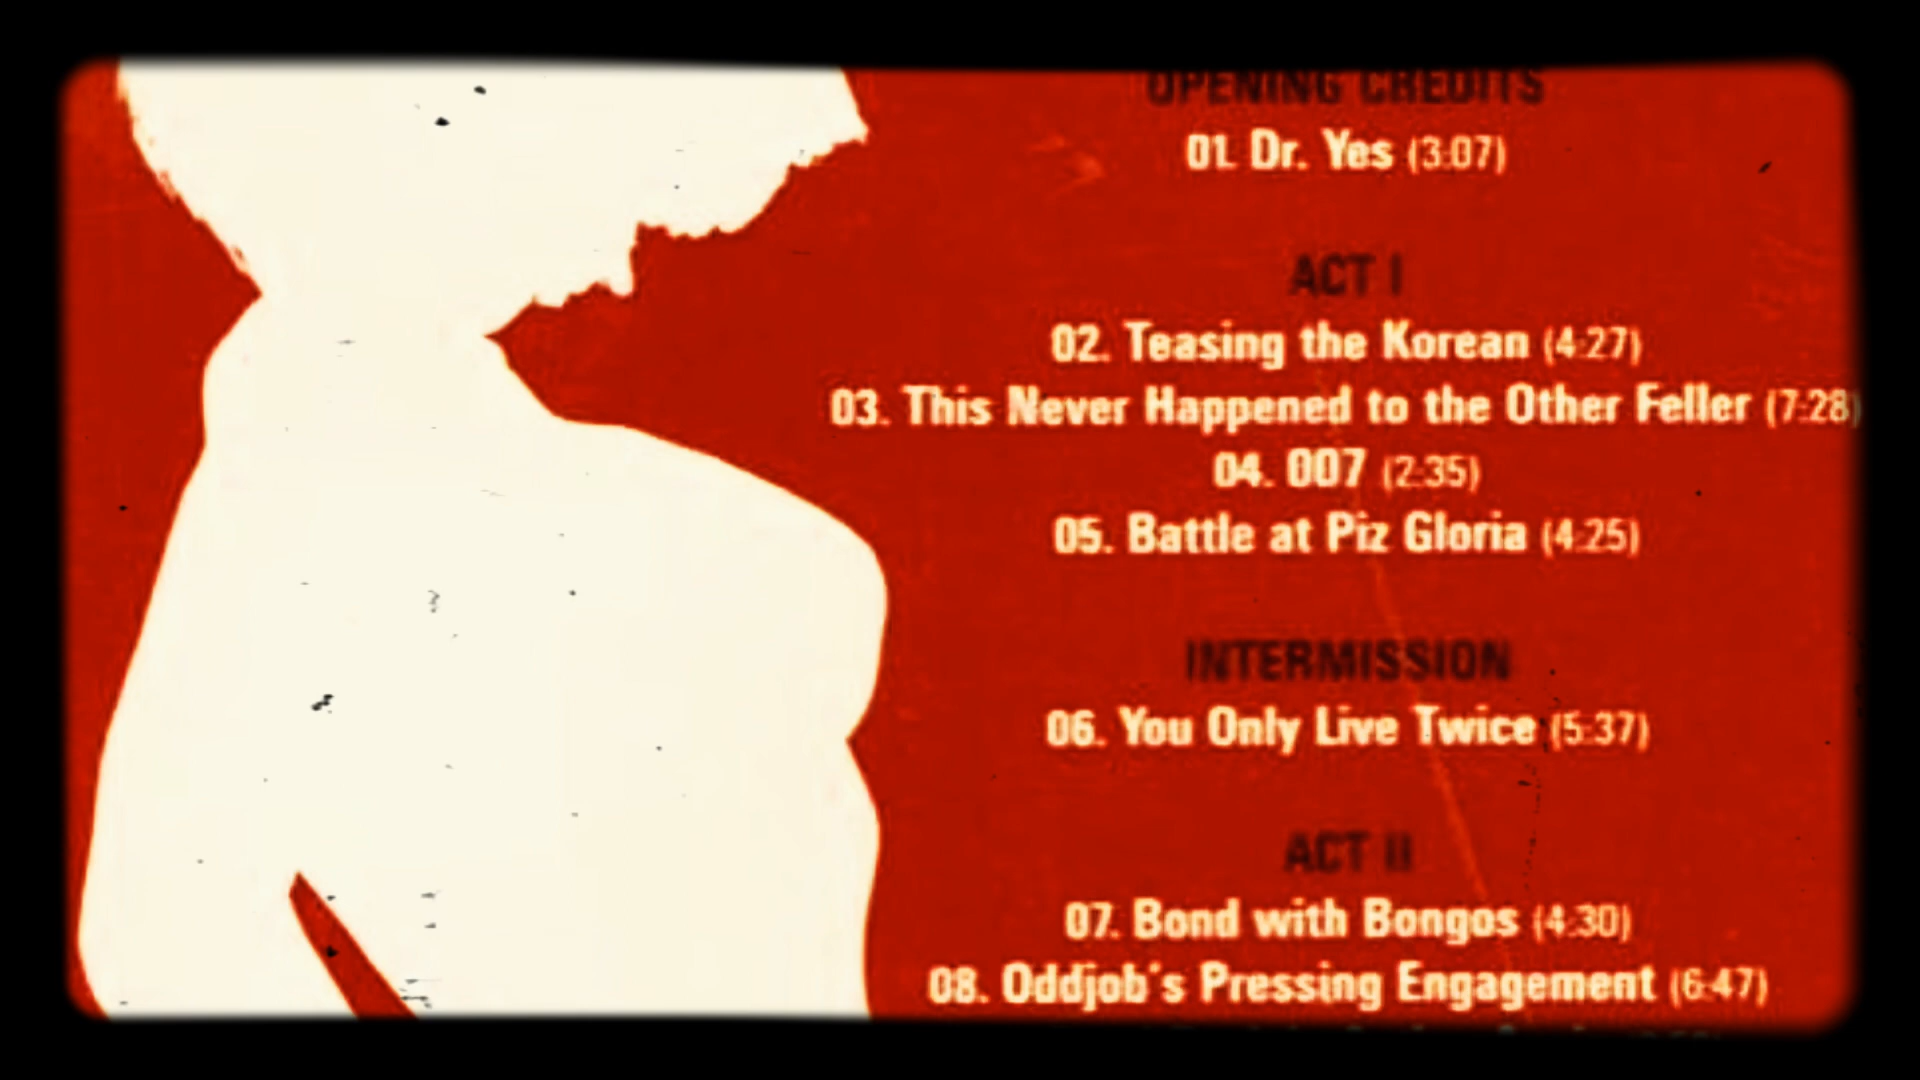 OPENING CREDITS
01. Dr. Yes (3:07)
ACT I
02. Teasing the Korean (4:27)
03. This Never Happened to the Other Feller (7:28)
04. 007 (2:35)
05. Battle at Piz Gloria (4:25)
INTERMISSION
06. You Only Live Twice (5:37)
ACT II
07. Bond with Bongos (4:30)
08. Oddjob's Pressing Engagement (6:47)